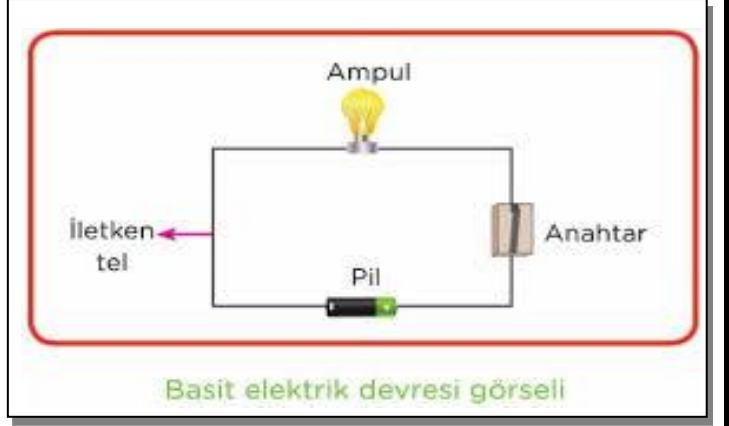 Ampul
İletken
tel
Anahtar
Pil
Basit elektrik devresi görseli